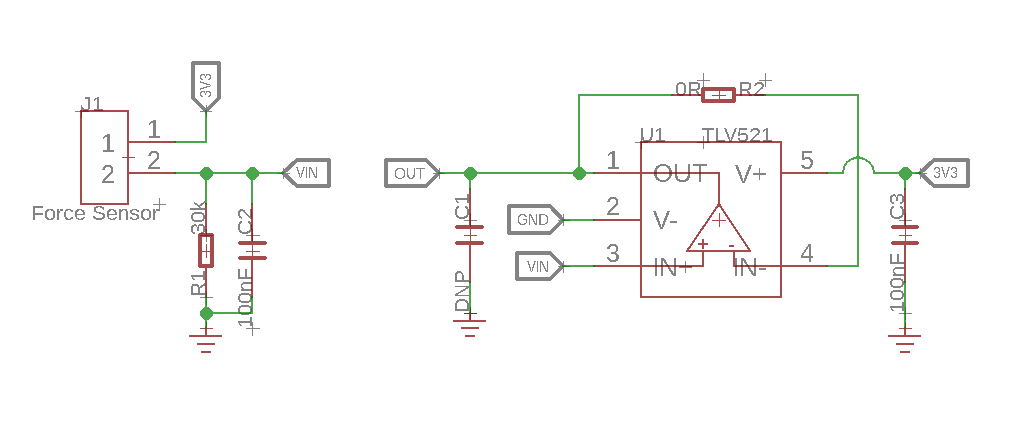 J1
3V3
1
1
2
2
VIN
Force Sensor
30k
R1
C2
100nF
OUT
C1
DNP
GND
VIN
0R
R2
U1
TLV521
1
OUT
V+
5
2
V-
3
IN+
IN-
4
+
-
3V3
C3
100nF